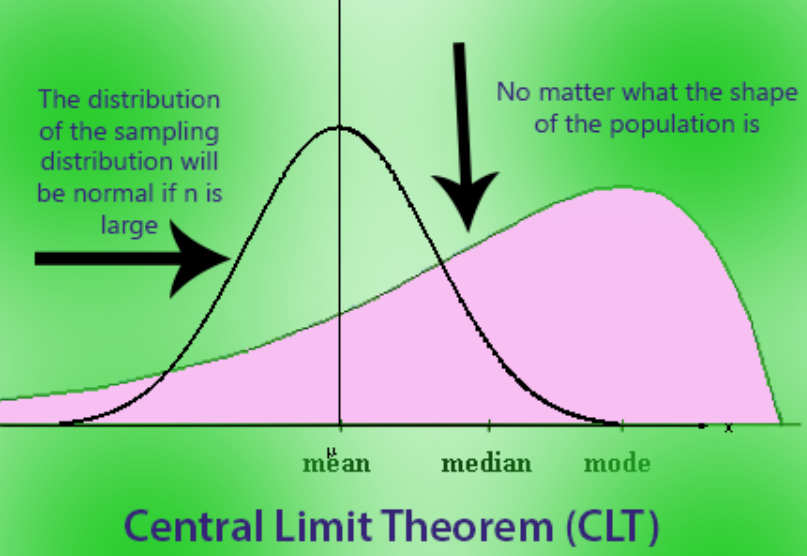 The distribution
of the sampling
distribution will
be normal if n is
large
No matter what the shape
of the population is
x
μ
mean
median
mode
Central Limit Theorem (CLT)